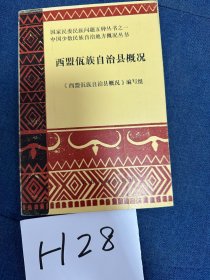 国家民委民族问题五种丛书之一
中国少数民族自治地方概况丛书
西盟佤族自治县概况
《西盟佤族自治县概况》编写组
H28